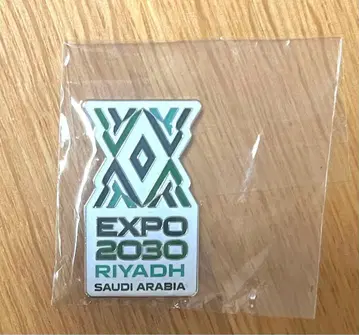 EXPO
2030
RIYADH
SAUDI ARABIA